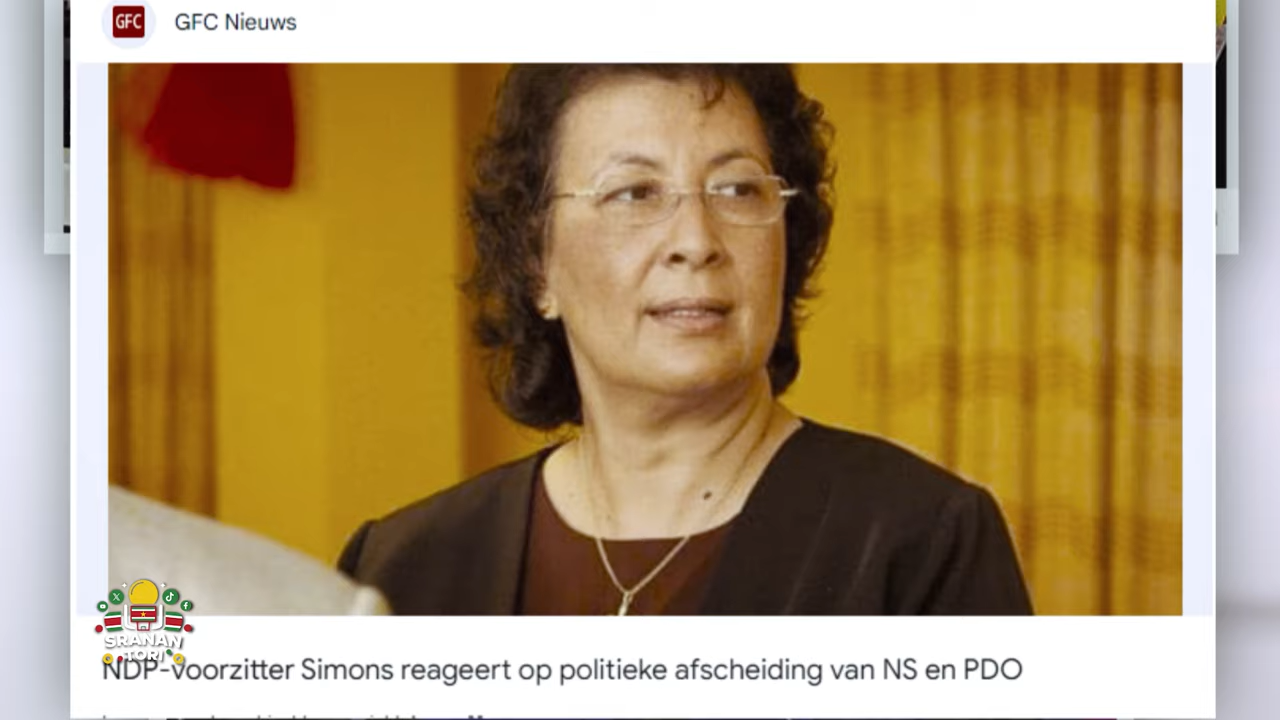 GFC
GFC Nieuws
SRANAN
TORI
NDP-voorzitter Simons reageert op politieke afscheiding van NS en PDO